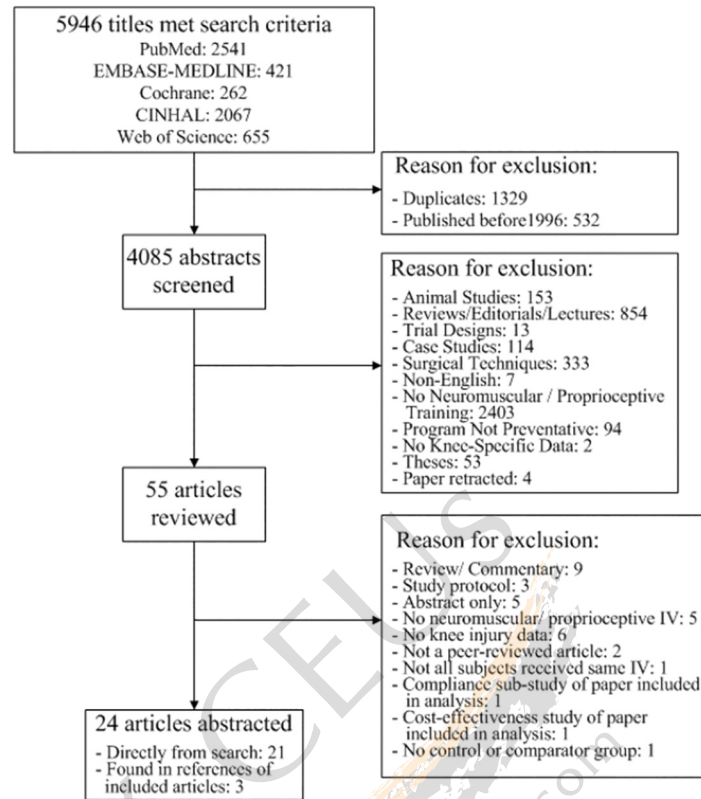 5946 titles met search criteria
PubMed: 2541
EMBASE-MEDLINE: 421
Cochrane: 262
CINHAL: 2067
Web of Science: 655
Reason for exclusion:
- Duplicates: 1329
- Published before1996: 532
4085 abstracts
screened
Reason for exclusion:
- Animal Studies: 153
- Reviews/Editorials/Lectures: 854
- Trial Designs: 13
- Case Studies: 114
- Surgical Techniques: 333
- Non-English: 7
- No Neuromuscular / Proprioceptive
Training: 2403
- Program Not Preventative: 94
- No Knee-Specific Data: 2
- Theses: 53
- Paper retracted: 4
55 articles
reviewed
Reason for exclusion:
- Review/ Commentary: 9
- Study protocol: 3
- Abstract only: 5
- No neuromuscular/ proprioceptive IV: 5
- No knee injury data: 6
- Not a peer-reviewed article: 2
- Not all subjects received same IV: 1
- Compliance sub-study of paper included
in analysis: 1
- Cost-effectiveness study of paper
included in analysis: 1
- No control or comparator group: 1
24 articles abstracted
- Directly from search: 21
- Found in references of
included articles: 3
CEUs
.com